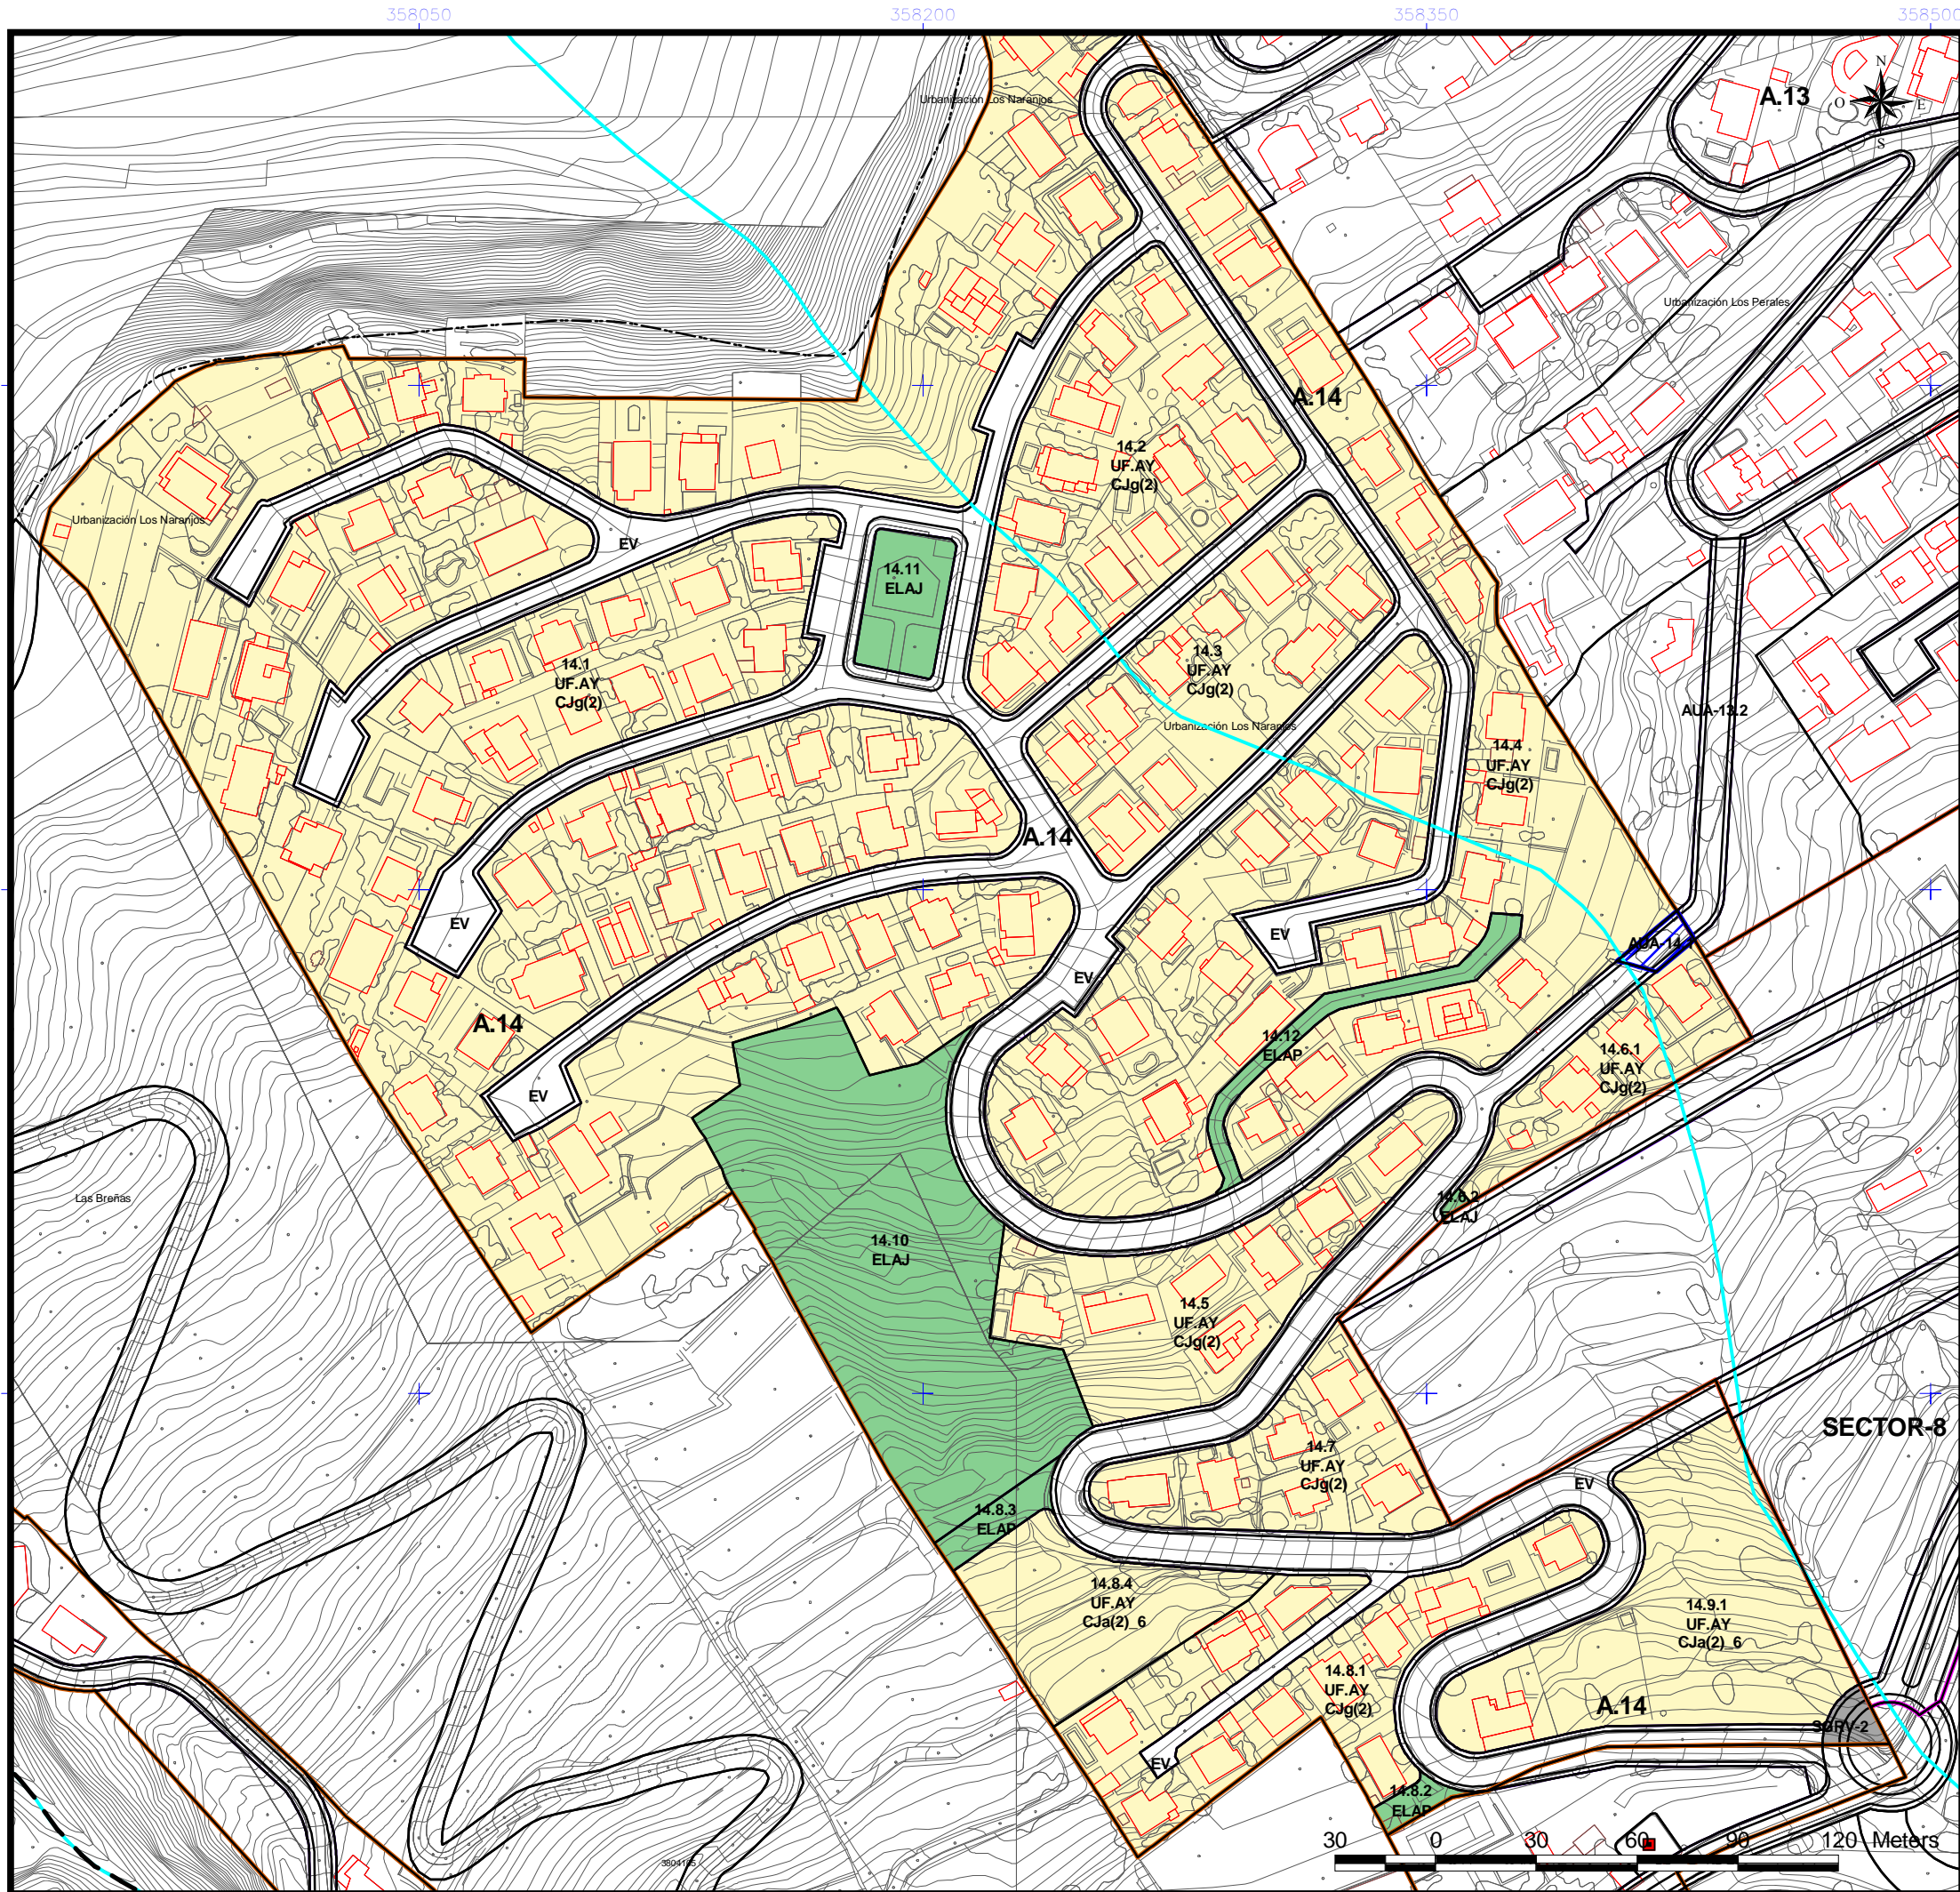 358050
358200
358350
358500
N
O
E
S
A.13
Urbanización Los Naranjos
Urbanización Los Perales
A.14
14.2
UF.AY
CJg(2)
Urbanización Los Naranjos
EV
14.11
ELAJ
14.1
UF.AY
CJg(2)
14.3
UF.AY
CJg(2)
Urbanización Los Naranjos
AUA-13.2
14.4
UF.AY
CJg(2)
A.14
EV
EV
EV
AUA-14.1
A.14
14.12
ELAP
14.6.1
UF.AY
CJg(2)
EV
Las Breñas
14.6.2
ELAJ
14.10
ELAJ
14.5
UF.AY
CJg(2)
SECTOR-8
14.7
UF.AY
CJg(2)
EV
14.8.3
ELAP
14.8.4
UF.AY
CJa(2)_6
14.9.1
UF.AY
CJa(2)_6
14.8.1
UF.AY
CJg(2)
A.14
SGRV-2
EV
14.8.2
ELAP
30
0
30
60
90
120 Meters